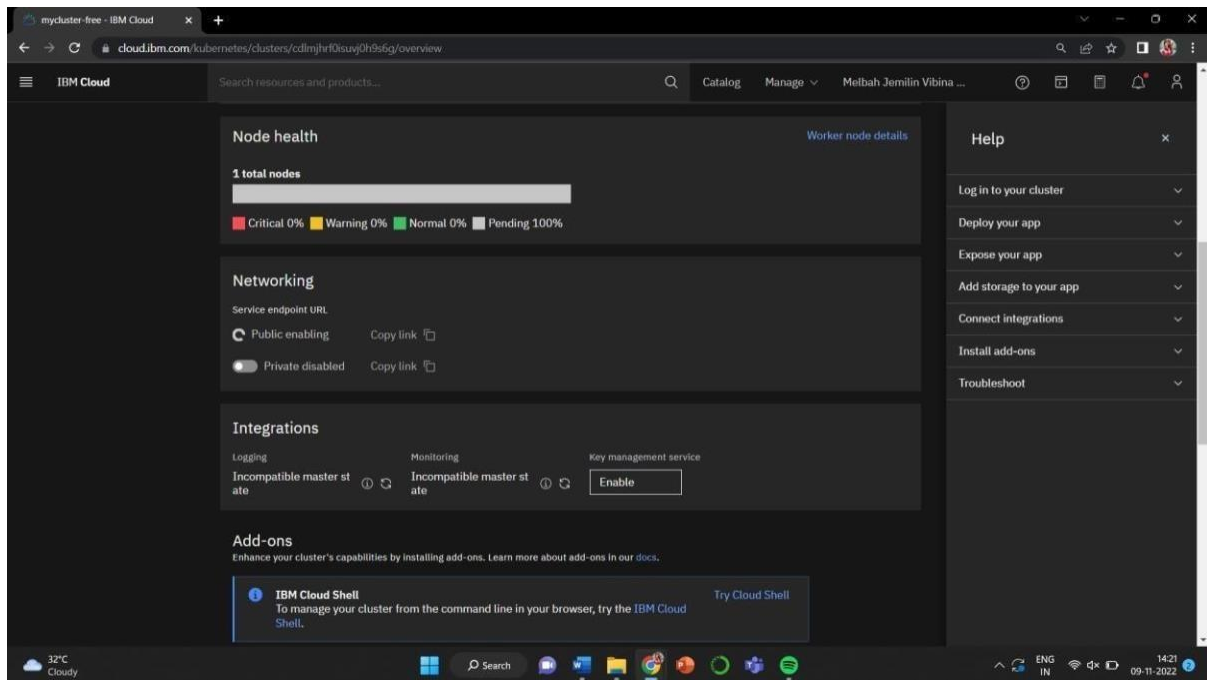 mycluster-free - IBM Cloud
cloud.ibm.com/kubernetes/clusters/cdlmjhrf0isuvj0h9s6g/overview
IBM Cloud
Search resources and products...
Catalog
Manage
Melbah Jemilin Vibina ...
Node health
Worker node details
1 total nodes
Critical 0% Warning 0% Normal 0% Pending 100%
Networking
Service endpoint URL
Public enabling
Copy link
Private disabled
Copy link
Integrations
Logging
Incompatible master st
ate
Monitoring
Incompatible master st
ate
Key management service
Enable
Add-ons
Enhance your cluster's capabilities by installing add-ons. Learn more about add-ons in our docs.
IBM Cloud Shell
To manage your cluster from the command line in your browser, try the IBM Cloud
Shell.
Try Cloud Shell
Help
Log in to your cluster
Deploy your app
Expose your app
Add storage to your app
Connect integrations
Install add-ons
Troubleshoot
32°C
Cloudy
Search
ENG
IN
14:21
09-11-2022
2